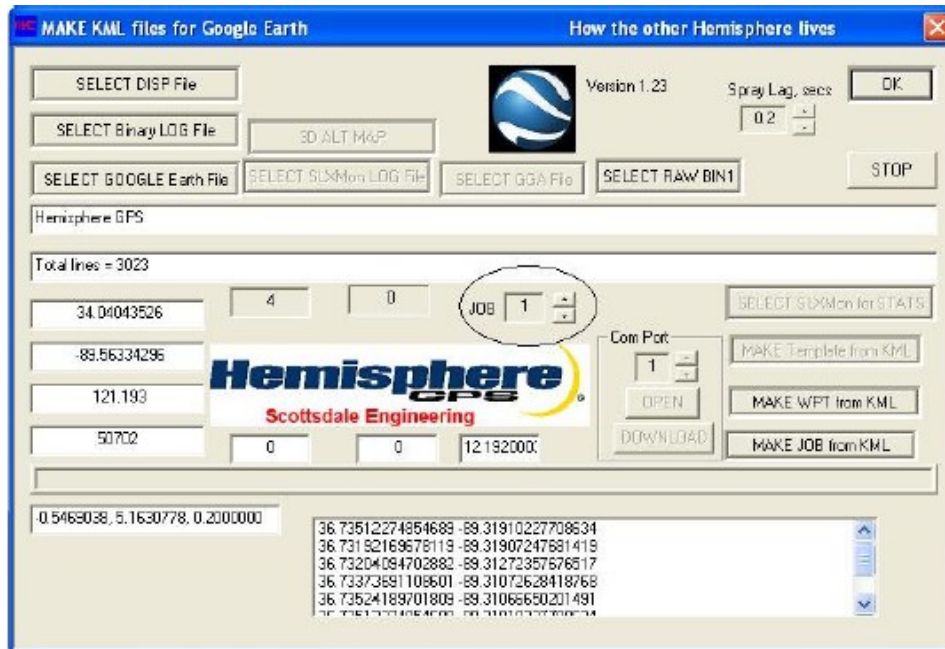 MAKE KML files for Google Earth How the other Hemisphere lives
SELECT DISP File
Version 1.23
Spray Lag, secs
OK
0.2
SELECT Binary LOG File
3D ALT MAP
SELECT GOOGLE Earth File
SELECT SLXMon LOG File
SELECT GGA File
SELECT RAW BIN1
STOP
Hemisphere GPS
Total lines = 3023
34.04043526
4
0
JOB 1
SELECT SLXMon for STATS
-89.56334296
Com Port
1
MAKE Template from KML
Hemisphere
GPS
121.193
OPEN
MAKE WPT from KML
Scottsdale Engineering
50702
0
0
12.192000
DOWNLOAD
MAKE JOB from KML
-0.5469038, 5.1630778, 0.2000000
36.73512274854689 -89.31910227708634
36.73192169678119 -89.31907247681419
36.73204094702882 -89.31272357676517
36.73373691108601 -89.31072628418768
36.73524189701809 -89.31066650201491